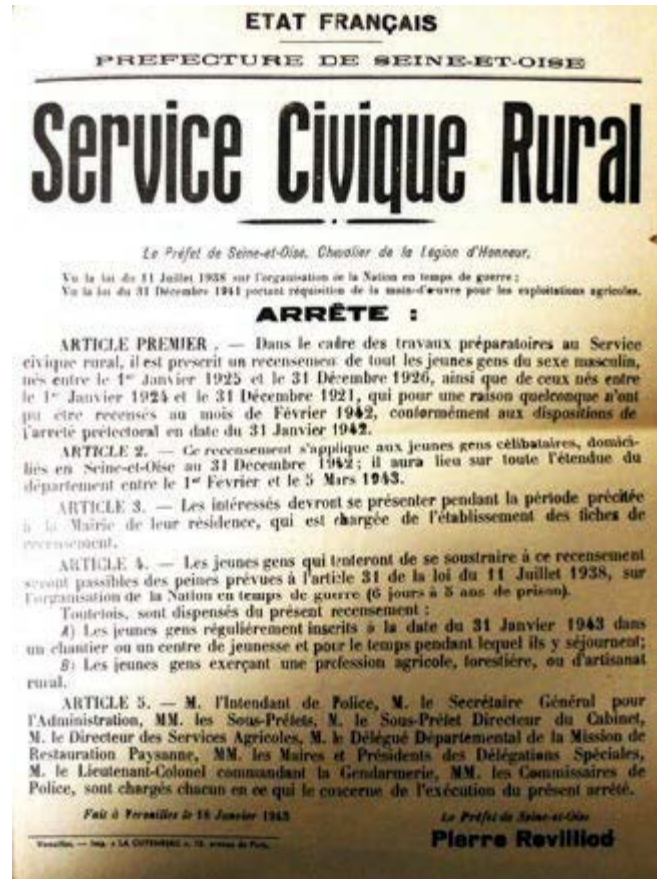 ETAT FRANÇAIS
PREFECTURE DE SEINE-ET-OISE
Service Civique Rural
Le Préfet de Seine-et-Oise, Chevalier de la Légion d'Honneur,
Vu la loi du 11 Juillet 1938 sur l'organisation de la Nation en temps de guerre ;
Vu la loi du 31 Décembre 1941 portant réquisition de la main-d'œuvre pour les exploitations agricoles.
ARRÊTE :
ARTICLE PREMIER . — Dans le cadre des travaux préparatoires au Service
civique rural, il est prescrit un recensement de tout les jeunes gens du sexe masculin,
nés entre le 1er Janvier 1925 et le 31 Décembre 1926, ainsi que de ceux nés entre
le 1er Janvier 1924 et le 31 Décembre 1921, qui pour une raison quelconque n'ont
pu être recensés au mois de Février 1942, conformément aux dispositions de
l'arrêté préfectoral en date du 31 Janvier 1942.
ARTICLE 2. — Ce recensement s'applique aux jeunes gens célibataires, domici-
liés en Seine-et-Oise au 31 Décembre 1942 ; il aura lieu sur toute l'étendue du
département entre le 1er Février et le 5 Mars 1943.
ARTICLE 3. — Les intéressés devront se présenter pendant la période précitée
à la Mairie de leur résidence, qui est chargée de l'établissement des fiches de
recensement.
ARTICLE 4. — Les jeunes gens qui tenteront de se soustraire à ce recensement
seront passibles des peines prévues à l'article 31 de la loi du 11 Juillet 1938, sur
l'organisation de la Nation en temps de guerre (6 jours à 5 ans de prison).
Toutefois, sont dispensés du présent recensement :
A) Les jeunes gens régulièrement inscrits à la date du 31 Janvier 1943 dans
un chantier ou un centre de jeunesse et pour le temps pendant lequel ils y séjournent ;
B) Les jeunes gens exerçant une profession agricole, forestière, ou d'artisanat
rural.
ARTICLE 5. — M. l'Intendant de Police, M. le Secrétaire Général pour
l'Administration, MM. les Sous-Préfets, M. le Sous-Préfet Directeur du Cabinet,
M. le Directeur des Services Agricoles, M. le Délégué Départemental de la Mission de
Restauration Paysanne, MM. les Maires et Présidents des Délégations Spéciales,
M. le Lieutenant-Colonel commandant la Gendarmerie, MM. les Commissaires de
Police, sont chargés chacun en ce qui le concerne de l'exécution du présent arrêté.
Fait à Versailles le 18 Janvier 1943
Le Préfet de Seine-et-Oise
Pierre Revilliod
Versailles. — Imp. « LA GUTENBERG »,